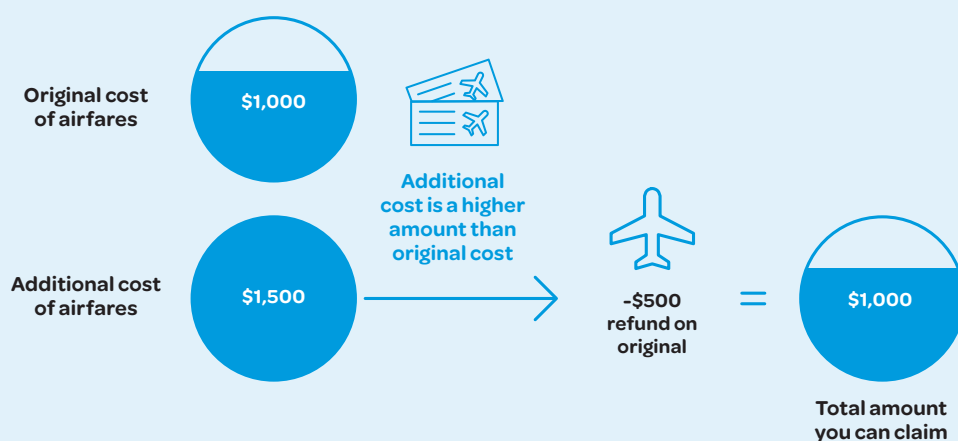 Original cost
of airfares
$1,000
Additional
cost is a higher
amount than
original cost
Additional cost
of airfares
$1,500
-$500
refund on
original
=
$1,000
Total amount
you can claim